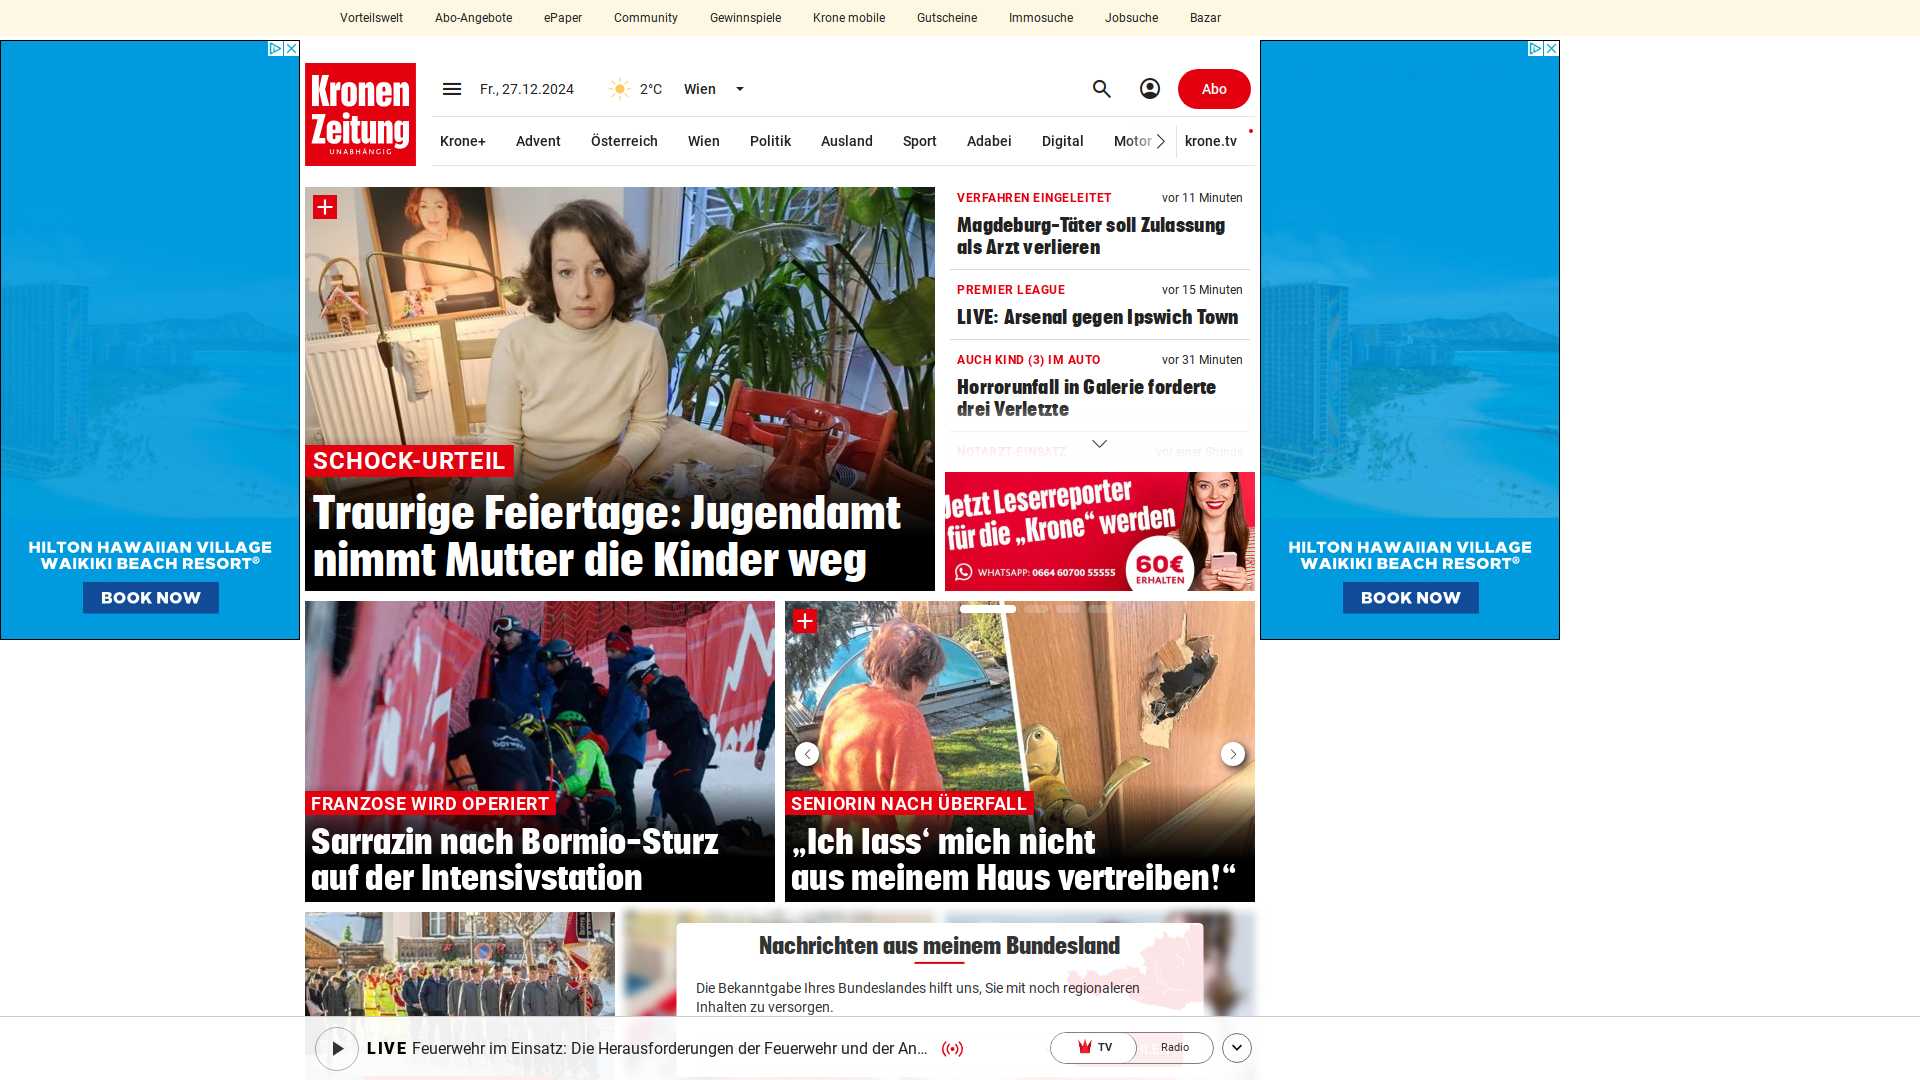 Vorteilswelt Abo-Angebote ePaper Community Gewinnspiele Krone mobile Gutscheine Immosuche Jobsuche Bazar
Kronen
Zeitung
UNABHÄNGIG
Fr., 27.12.2024 2°C Wien
Abo
Krone+ Advent Österreich Wien Politik Ausland Sport Adabei Digital Motor krone.tv
HILTON HAWAIIAN VILLAGE
WAIKIKI BEACH RESORT®
BOOK NOW
SCHOCK-URTEIL
Traurige Feiertage: Jugendamt
nimmt Mutter die Kinder weg
VERFAHREN EINGELEITET vor 11 Minuten
Magdeburg-Täter soll Zulassung
als Arzt verlieren
PREMIER LEAGUE vor 15 Minuten
LIVE: Arsenal gegen Ipswich Town
AUCH KIND (3) IM AUTO vor 31 Minuten
Horrorunfall in Galerie forderte
drei Verletzte
NOTARZT-EINSATZ vor einer Stunde
Jetzt Leserreporter
für die „Krone“ werden
WHATSAPP: 0664 60700 55555
60€
ERHALTEN
HILTON HAWAIIAN VILLAGE
WAIKIKI BEACH RESORT®
BOOK NOW
FRANZOSE WIRD OPERIERT
Sarrazin nach Bormio-Sturz
auf der Intensivstation
SENIORIN NACH ÜBERFALL
„Ich lass‘ mich nicht
aus meinem Haus vertreiben!“
Nachrichten aus meinem Bundesland
Die Bekanntgabe Ihres Bundeslandes hilft uns, Sie mit noch regionaleren
Inhalten zu versorgen.
LIVE Feuerwehr im Einsatz: Die Herausforderungen der Feuerwehr und der An...
TV Radio